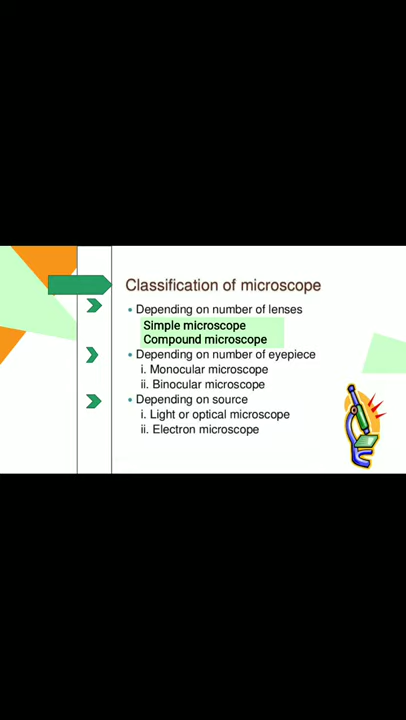 Classification of microscope
• Depending on number of lenses
Simple microscope
Compound microscope
• Depending on number of eyepiece
i. Monocular microscope
ii. Binocular microscope
• Depending on source
i. Light or optical microscope
ii. Electron microscope